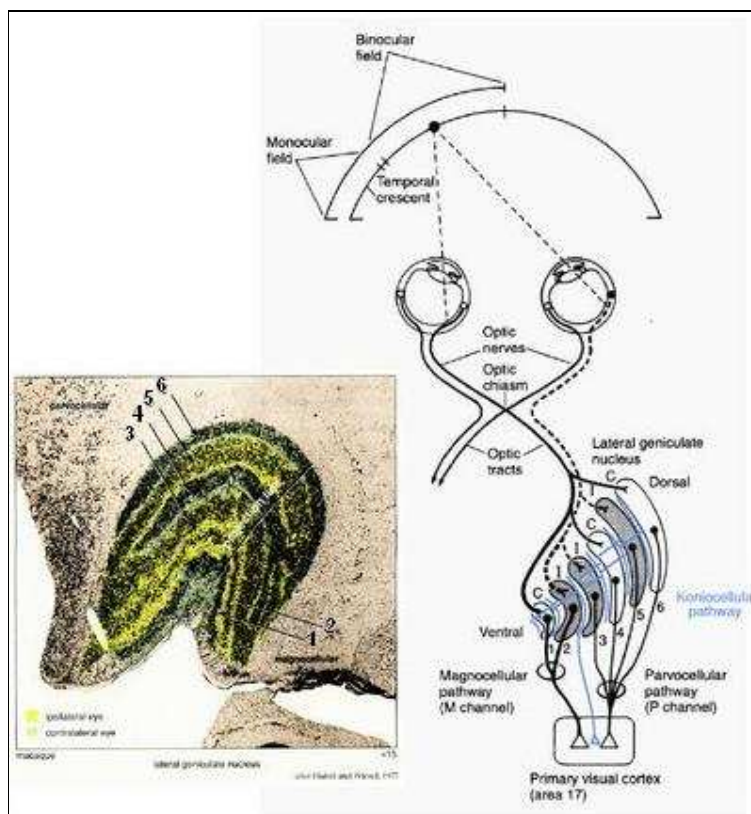 Binocular
field
Monocular
field
Temporal
crescent
Optic
nerves
Optic
chiasm
Optic
tracts
Lateral geniculate
nucleus
Dorsal
C
I
C
I
I
C
Koniocellular
pathway
Ventral
1
2
3
4
5
6
Magnocellular
pathway
(M channel)
Parvocellular
pathway
(P channel)
Primary visual cortex
(area 17)
parvocellular
6
5
4
3
2
1
ipsilateral eye
contralateral eye
macaque
lateral geniculate nucleus